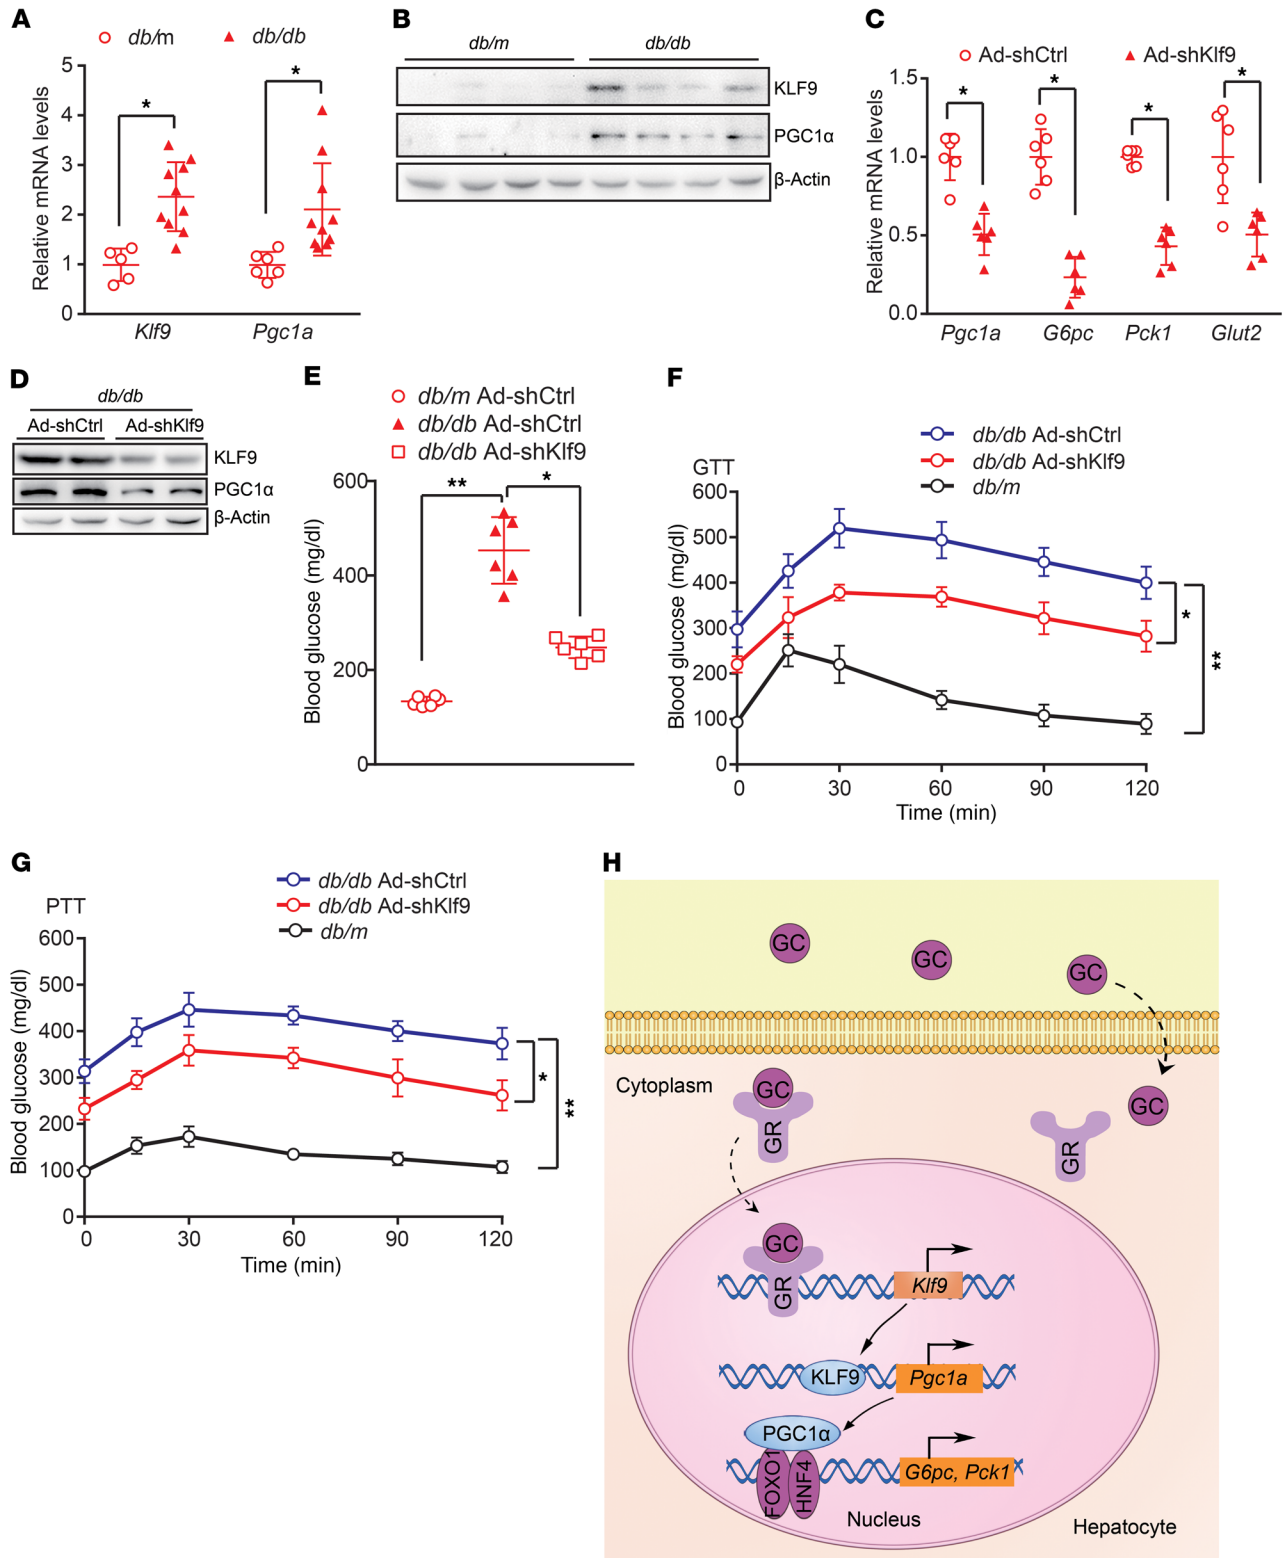 A
db/m
db/db
Relative mRNA levels
5
4
3
2
1
0
*
*
Klf9
Pgc1a
B
db/m
db/db
KLF9
PGC1α
β-Actin
C
Ad-shCtrl
Ad-shKlf9
Relative mRNA levels
1.5
1.0
0.5
0.0
*
*
*
*
Pgc1a
G6pc
Pck1
Glut2
D
db/db
Ad-shCtrl
Ad-shKlf9
KLF9
PGC1α
β-Actin
E
db/m Ad-shCtrl
db/db Ad-shCtrl
db/db Ad-shKlf9
Blood glucose (mg/dl)
600
400
200
0
**
*
F
db/db Ad-shCtrl
db/db Ad-shKlf9
db/m
GTT
Blood glucose (mg/dl)
600
500
400
300
200
100
0
*
**
0
30
60
90
120
Time (min)
G
db/db Ad-shCtrl
db/db Ad-shKlf9
db/m
PTT
Blood glucose (mg/dl)
600
500
400
300
200
100
0
*
**
0
30
60
90
120
Time (min)
H
GC
GC
GC
Cytoplasm
GC
GR
GC
GR
GC
GR
Klf9
KLF9
Pgc1a
PGC1α
FOXO1
HNF4
G6pc, Pck1
Nucleus
Hepatocyte